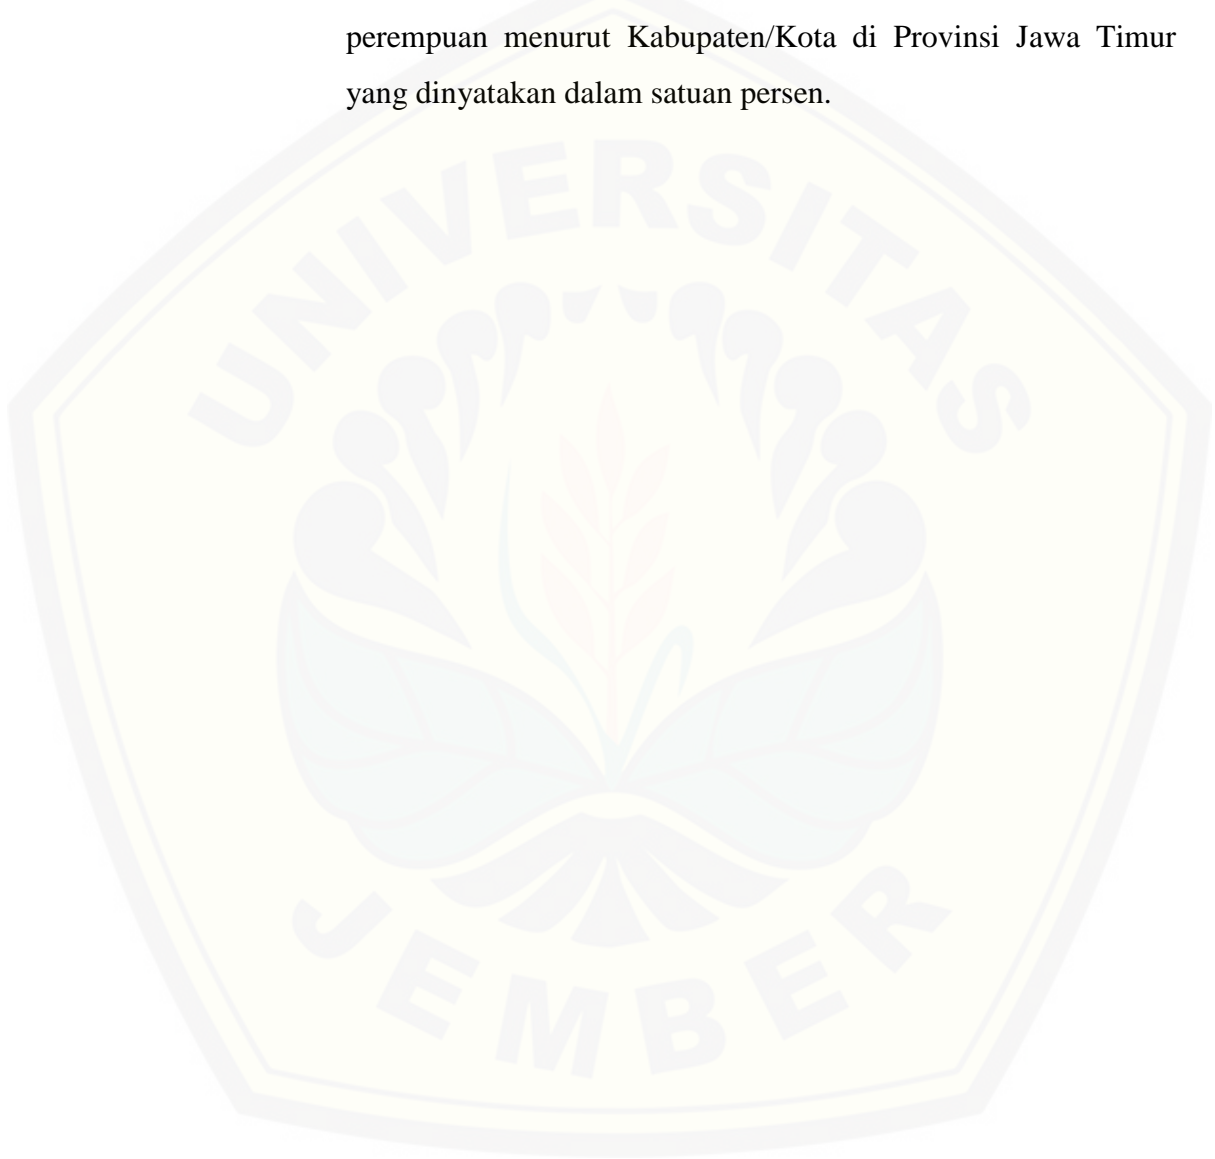 perempuan menurut Kabupaten/Kota di Provinsi Jawa Timur
yang dinyatakan dalam satuan persen.
UNIVERSITAS
JEMBER